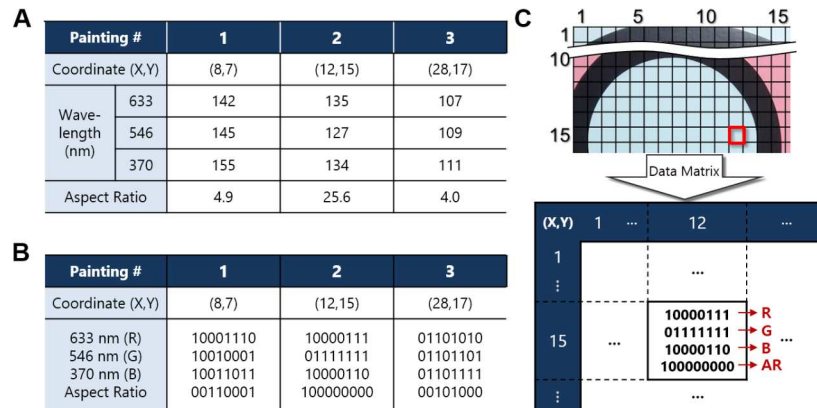 A
Painting # 1 2 3
Coordinate (X,Y) (8,7) (12,15) (28,17)
Wave-
length
(nm)
633 142 135 107
546 145 127 109
370 155 134 111
Aspect Ratio 4.9 25.6 4.0
B
Painting # 1 2 3
Coordinate (X,Y) (8,7) (12,15) (28,17)
633 nm (R) 10001110 10000111 01101010
546 nm (G) 10010001 01111111 01101101
370 nm (B) 10011011 10000110 01101111
Aspect Ratio 00110001 100000000 00101000
C
1 5 10 15
1
10
15
Data Matrix
(X,Y) 1 ... 12 ...
1 ...
⋮
15 ... 10000111 R ...
01111111 G
10000110 B
100000000 AR
⋮ ...